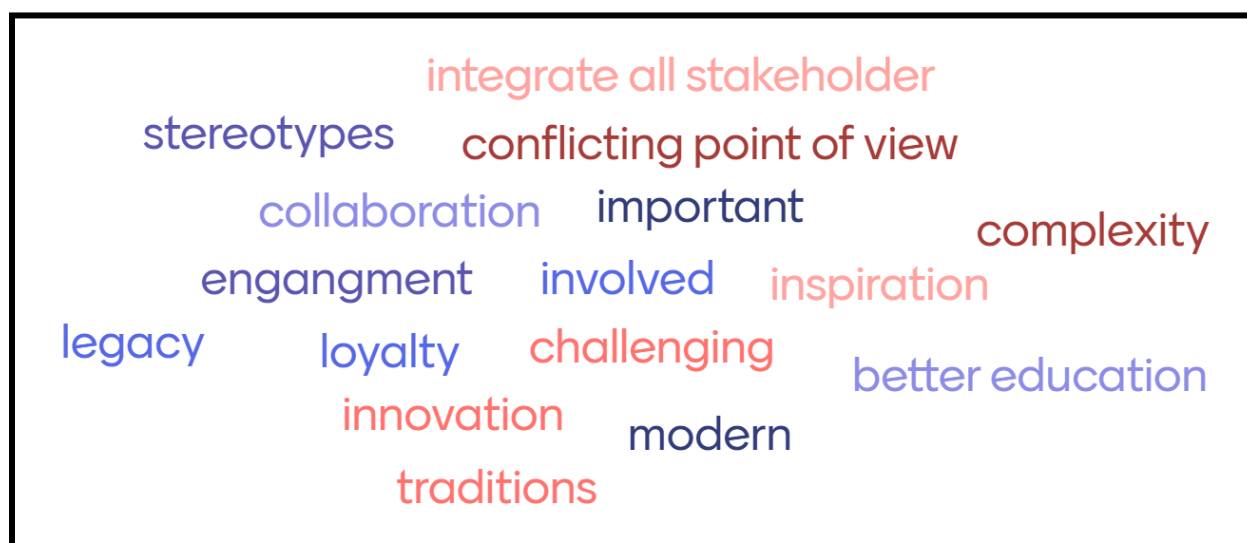 integrate all stakeholder
stereotypes
conflicting point of view
collaboration
important
complexity
engangment
involved
inspiration
legacy
loyalty
challenging
better education
innovation
modern
traditions